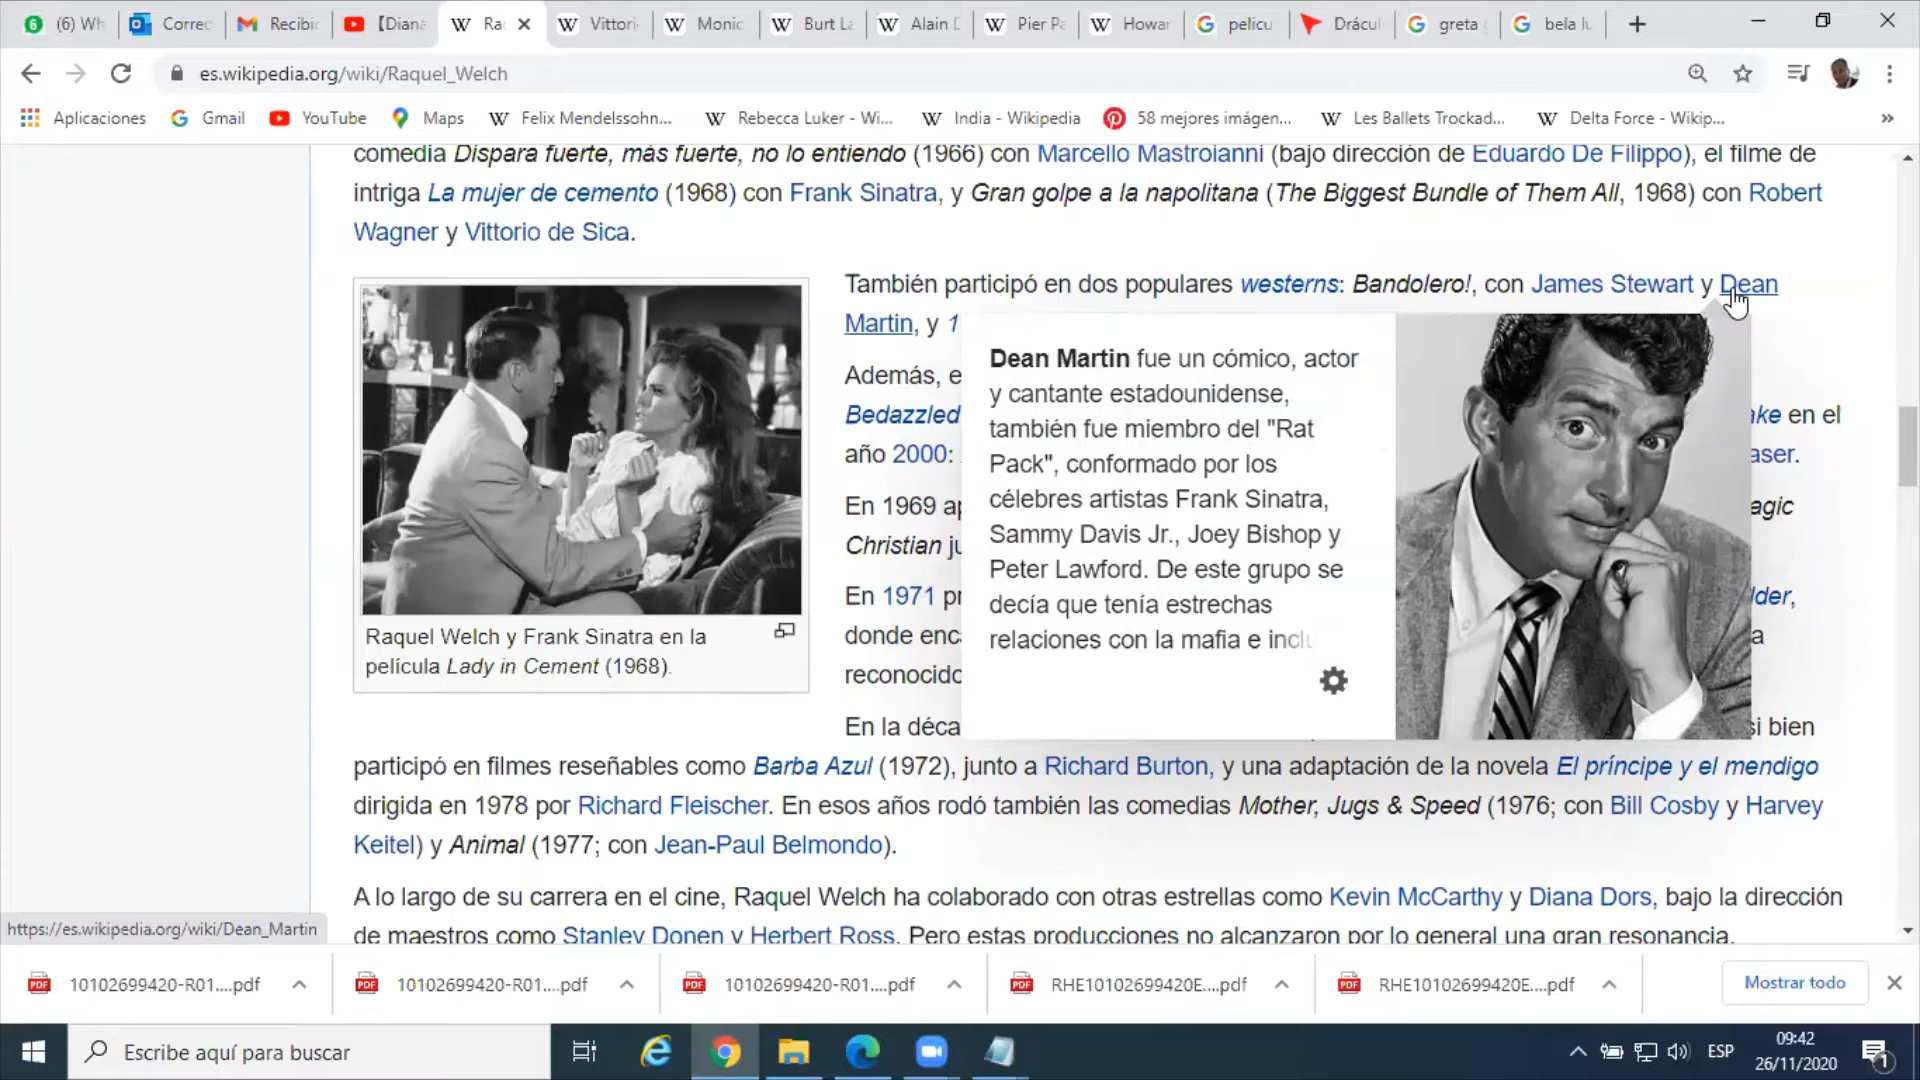 (6) Wh
Correc
Recibi
【Diana
Rac
Vittori
Monic
Burt La
Alain D
Pier Pa
Howar
pelicu
Drácul
greta
bela lu
es.wikipedia.org/wiki/Raquel_Welch
Aplicaciones
Gmail
YouTube
Maps
Felix Mendelssohn...
Rebecca Luker - Wi...
India - Wikipedia
58 mejores imágen...
Les Ballets Trockad...
Delta Force - Wikip...
»
comedia Dispara fuerte, más fuerte, no lo entiendo (1966) con Marcello Mastroianni (bajo dirección de Eduardo De Filippo), el filme de
intriga La mujer de cemento (1968) con Frank Sinatra, y Gran golpe a la napolitana (The Biggest Bundle of Them All, 1968) con Robert
Wagner y Vittorio de Sica.
Raquel Welch y Frank Sinatra en la
película Lady in Cement (1968).
También participó en dos populares westerns: Bandolero!, con James Stewart y Dean
Martin, y 1
Además, e
Bedazzled ake en el
año 2000: aser.
En 1969 ap agic
Christian ju
En 1971 pr lder,
donde enca a
reconocido
En la déca si bien
participó en filmes reseñables como Barba Azul (1972), junto a Richard Burton, y una adaptación de la novela El príncipe y el mendigo
dirigida en 1978 por Richard Fleischer. En esos años rodó también las comedias Mother, Jugs & Speed (1976; con Bill Cosby y Harvey
Keitel) y Animal (1977; con Jean-Paul Belmondo).
A lo largo de su carrera en el cine, Raquel Welch ha colaborado con otras estrellas como Kevin McCarthy y Diana Dors, bajo la dirección
de maestros como Stanley Donen y Herbert Ross. Pero estas producciones no alcanzaron por lo general una gran resonancia.
Dean Martin fue un cómico, actor
y cantante estadounidense,
también fue miembro del "Rat
Pack", conformado por los
célebres artistas Frank Sinatra,
Sammy Davis Jr., Joey Bishop y
Peter Lawford. De este grupo se
decía que tenía estrechas
relaciones con la mafia e inclu
https://es.wikipedia.org/wiki/Dean_Martin
10102699420-R01....pdf
10102699420-R01....pdf
10102699420-R01....pdf
RHE10102699420E....pdf
RHE10102699420E....pdf
Mostrar todo
Escribe aquí para buscar
ESP
09:42
26/11/2020
1